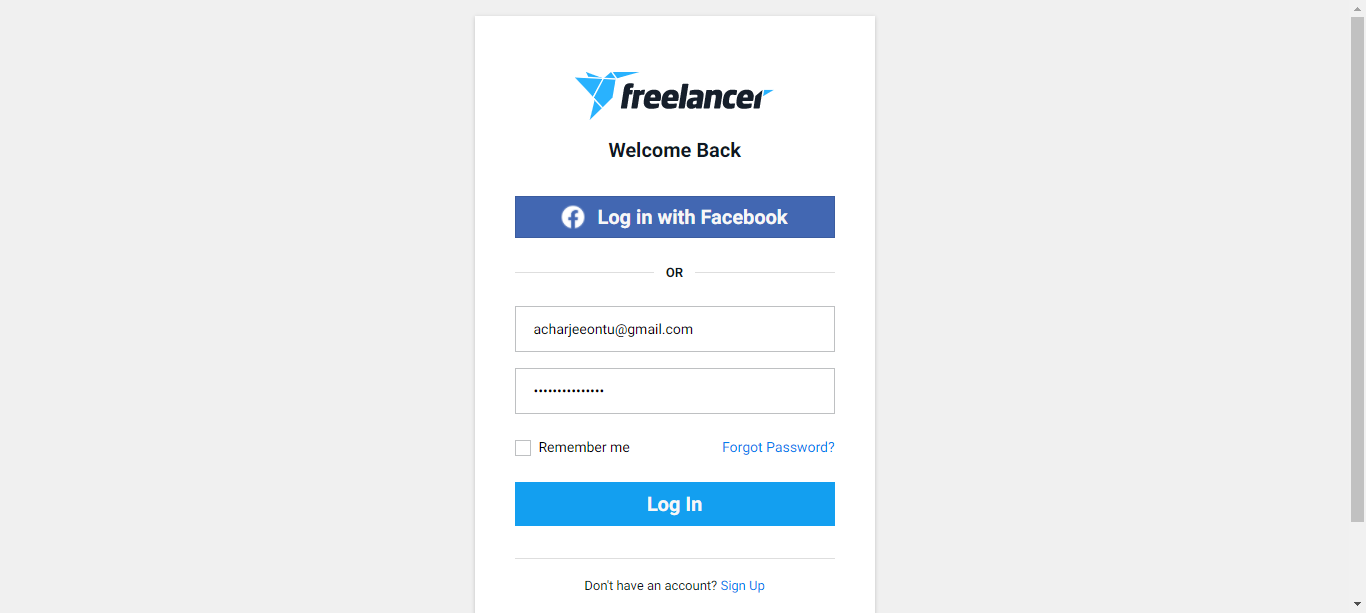 freelancer
Welcome Back
Log in with Facebook
OR
acharjeeontu@gmail.com
•••••••••••••••
Remember me Forgot Password?
Log In
Don't have an account? Sign Up